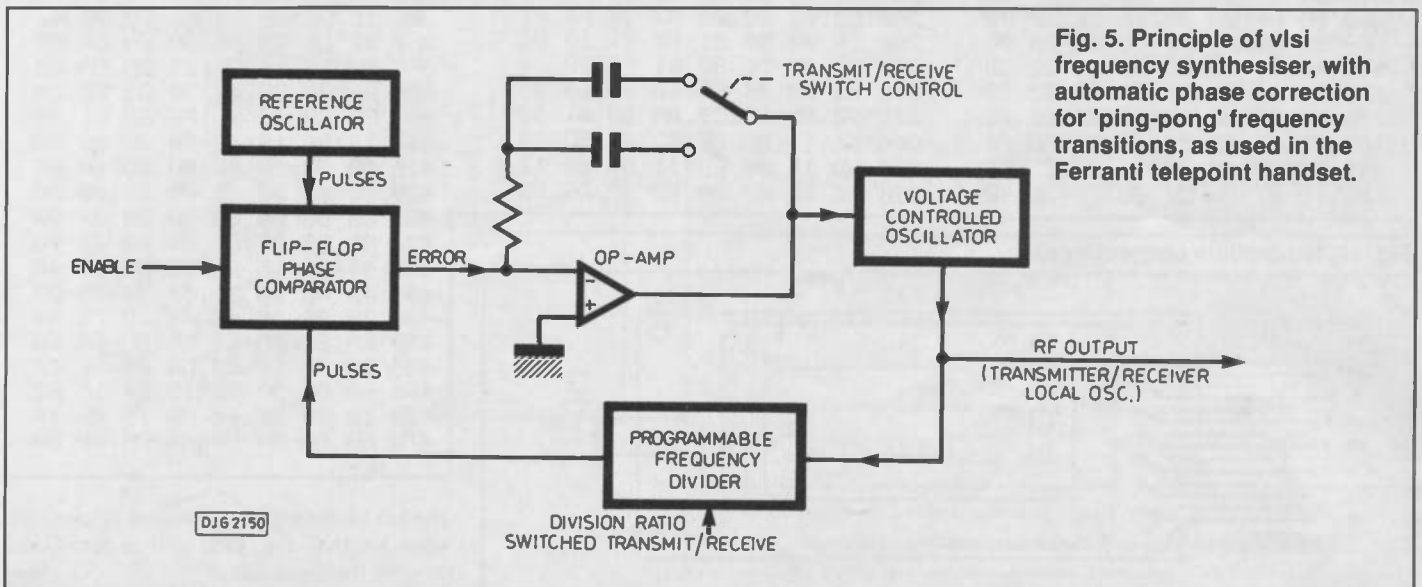 Fig. 5. Principle of vlsi
frequency synthesiser, with
automatic phase correction
for 'ping-pong' frequency
transitions, as used in the
Ferranti telepoint handset.
TRANSMIT/RECEIVE
SWITCH CONTROL
REFERENCE
OSCILLATOR
PULSES
ENABLE
FLIP-FLOP
PHASE
COMPARATOR
ERROR
OP-AMP
-
+
VOLTAGE
CONTROLLED
OSCILLATOR
RF OUTPUT
(TRANSMITTER/RECEIVER
LOCAL OSC.)
PULSES
PROGRAMMABLE
FREQUENCY
DIVIDER
DIVISION RATIO
SWITCHED TRANSMIT/RECEIVE
DJG 2150